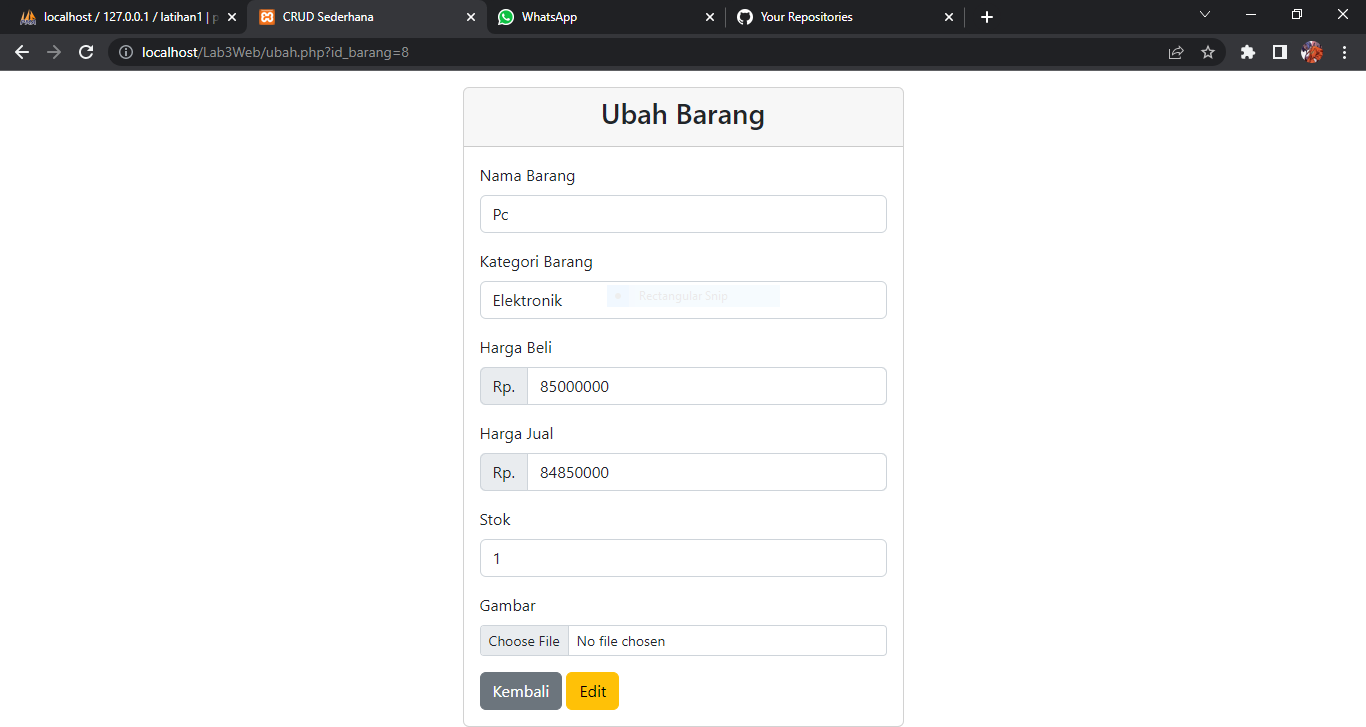 localhost / 127.0.0.1 / latihan1 | p
CRUD Sederhana
WhatsApp
Your Repositories
localhost/Lab3Web/ubah.php?id_barang=8
Ubah Barang
Nama Barang
Pc
Kategori Barang
Elektronik
Rectangular Snip
Harga Beli
Rp. 85000000
Harga Jual
Rp. 84850000
Stok
1
Gambar
Choose File No file chosen
Kembali Edit